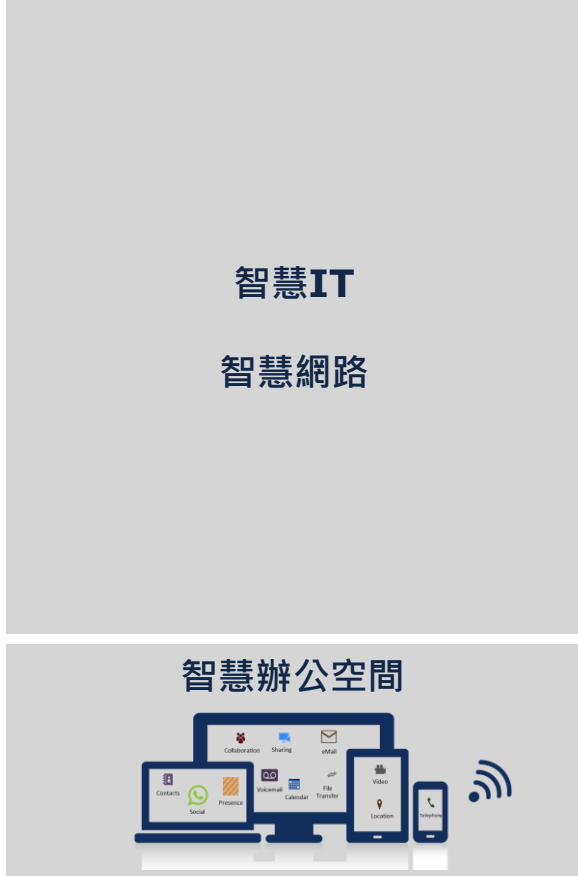 智慧IT
智慧網路
智慧辦公空間
Collaboration
Sharing
eMail
Contacts
Social
Presence
Voicemail
Calendar
File
Transfer
Video
Location
Telephony